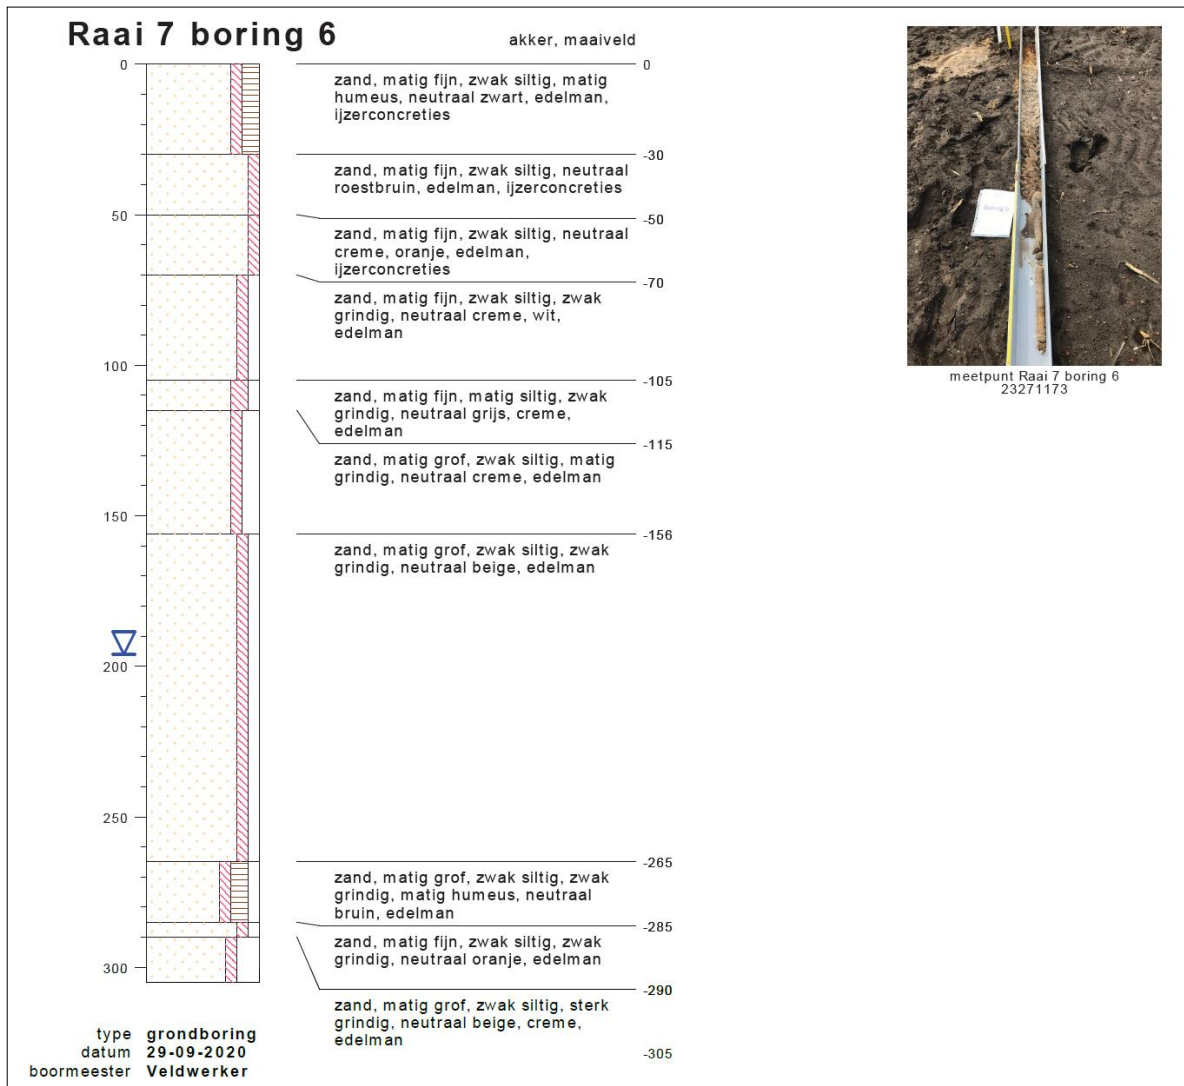 Raai 7 boring 6
akker, maaiveld
0
0
zand, matig fijn, zwak siltig, matig
humeus, neutraal zwart, edelman,
ijzerconcreties
-30
zand, matig fijn, zwak siltig, neutraal
roestbruin, edelman, ijzerconcreties
50
-50
zand, matig fijn, zwak siltig, neutraal
creme, oranje, edelman,
ijzerconcreties
-70
zand, matig fijn, zwak siltig, zwak
grindig, neutraal creme, wit,
edelman
100
-105
zand, matig fijn, matig siltig, zwak
grindig, neutraal grijs, creme,
edelman
-115
zand, matig grof, zwak siltig, matig
grindig, neutraal creme, edelman
150
-156
zand, matig grof, zwak siltig, zwak
grindig, neutraal beige, edelman
200
250
-265
zand, matig grof, zwak siltig, zwak
grindig, matig humeus, neutraal
bruin, edelman
-285
zand, matig fijn, zwak siltig, zwak
grindig, neutraal oranje, edelman
300
-290
zand, matig grof, zwak siltig, sterk
grindig, neutraal beige, creme,
edelman
-305
type grondboring
datum 29-09-2020
boormeester Veldwerker
Boring 6
meetpunt Raai 7 boring 6
23271173